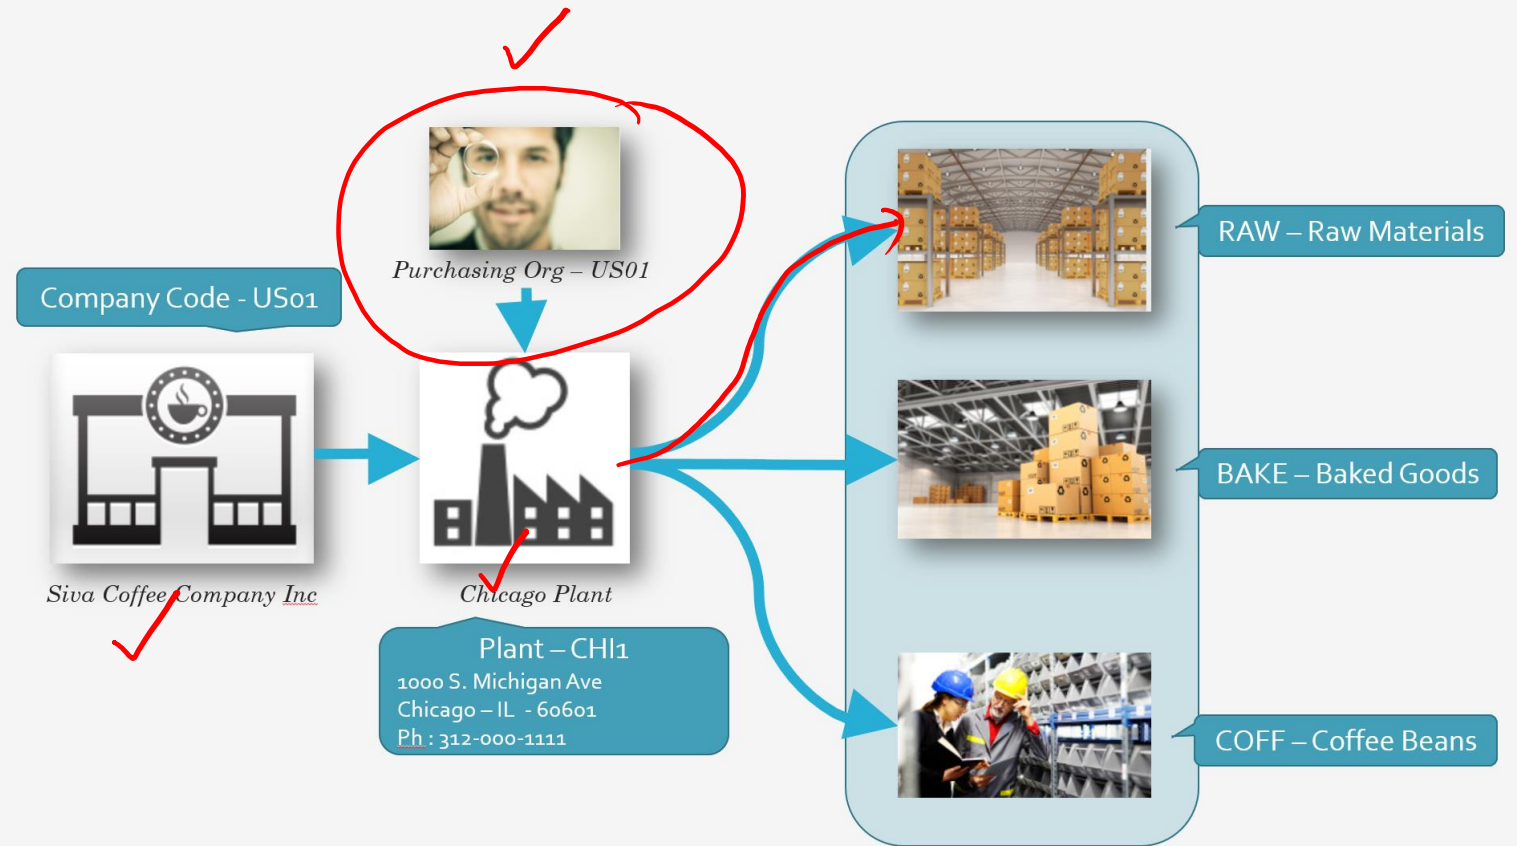 Purchasing Org – US01
Company Code - US01
Siva Coffee Company Inc
Chicago Plant
Plant – CHI1
1000 S. Michigan Ave
Chicago – IL - 60601
Ph : 312-000-1111
RAW – Raw Materials
BAKE – Baked Goods
COFF – Coffee Beans